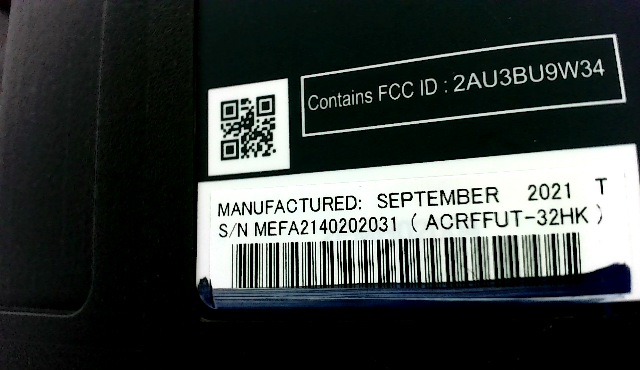 Contains FCC ID : 2AU3BU9W34
MANUFACTURED: SEPTEMBER 2021 T
S/N MEFA2140202031 ( ACRFFUT-32HK )